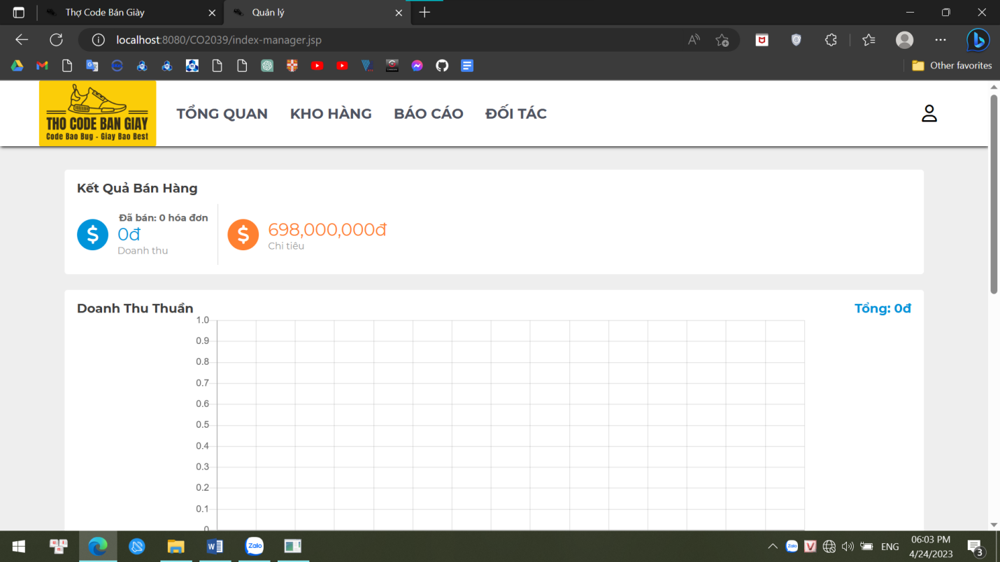 Thợ Code Bán Giày
Quản lý
localhost:8080/CO2039/index-manager.jsp
Other favorites
THO CODE BAN GIAY
Code Bao Bug - Giay Bao Best
TỔNG QUAN
KHO HÀNG
BÁO CÁO
ĐỐI TÁC
Kết Quả Bán Hàng
Đã bán: 0 hóa đơn
0đ
Doanh thu
698,000,000đ
Chi tiêu
Doanh Thu Thuần
Tổng: 0đ
1.0
0.9
0.8
0.7
0.6
0.5
0.4
0.3
0.2
0.1
0
Zalo
Zalo
ENG
06:03 PM
4/24/2023
3